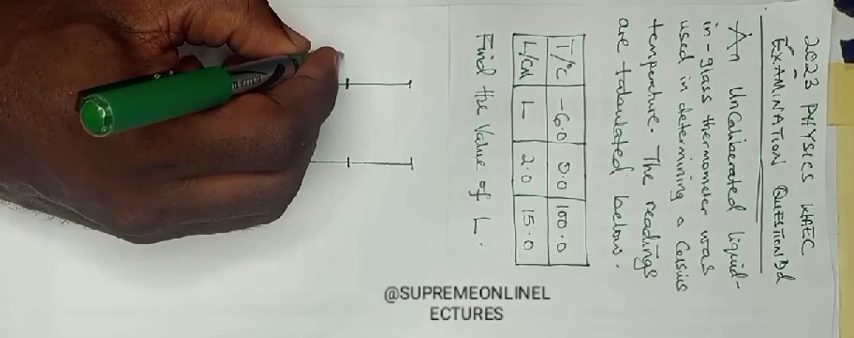 2023 PHYSICS WAEC
EXAMINATION QUESTION 2d
An Uncaliberated liquid-
in-glass thermometer was
used in determining a Celsius
temperature. The readings
are tabulated below.
T/°C -6.0 0.0 100.0
L/CM L 2.0 15.0
Find the Value of L.
@SUPREMEONLINEL
ECTURES